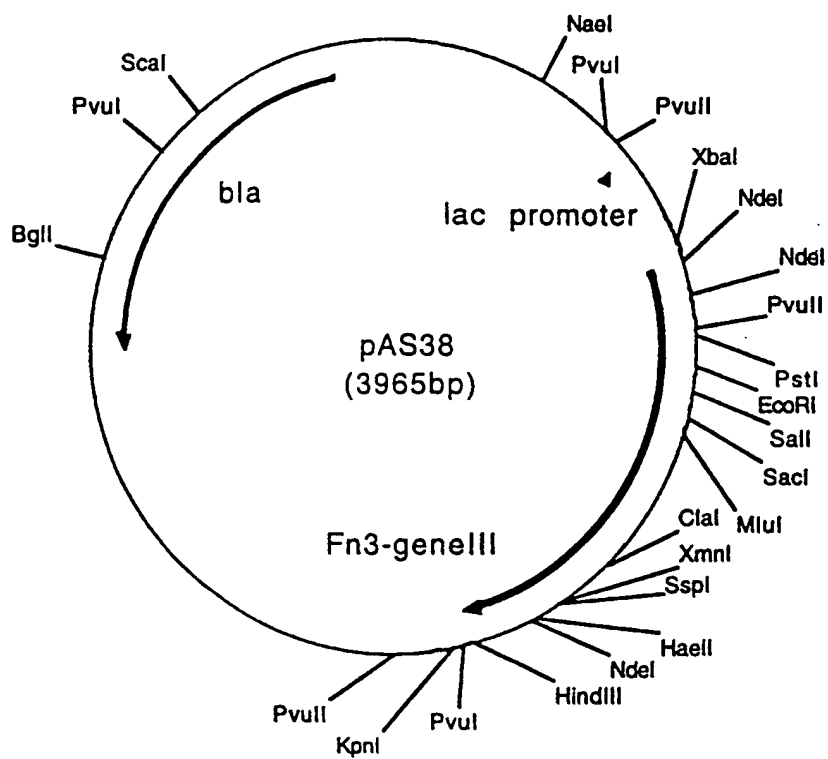 NaeI
ScaI
PvuI
PvuI
PvuII
XbaI
bla
NdeI
lac promoter
BglI
NdeI
PvuII
pAS38
(3965bp)
PstI
EcoRI
SalI
SacI
MluI
ClaI
Fn3-geneIII
XmnI
SspI
HaeII
NdeI
HindIII
PvuII
PvuI
KpnI